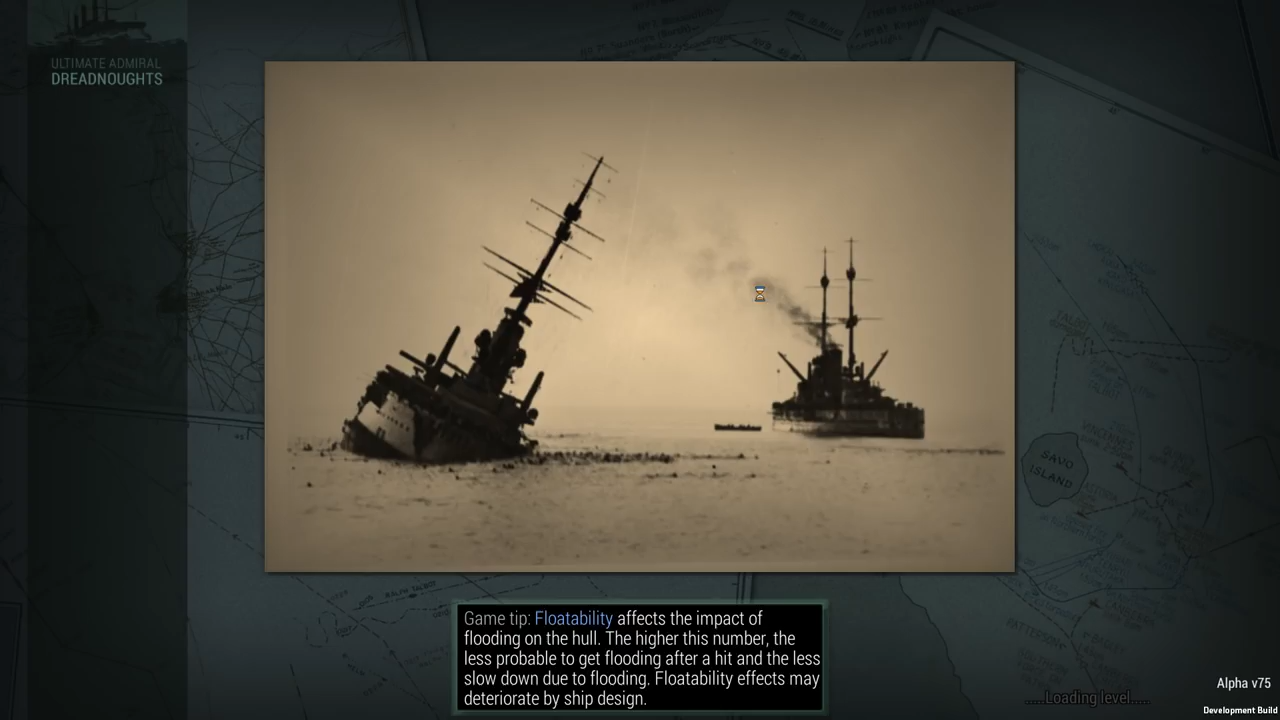 ULTIMATE ADMIRAL
DREADNOUGHTS
SAVO
ISLAND
Game tip: Floatability affects the impact of
flooding on the hull. The higher this number, the
less probable to get flooding after a hit and the less
slow down due to flooding. Floatability effects may
deteriorate by ship design.
Alpha v75
.....Loading level.....
Development Build